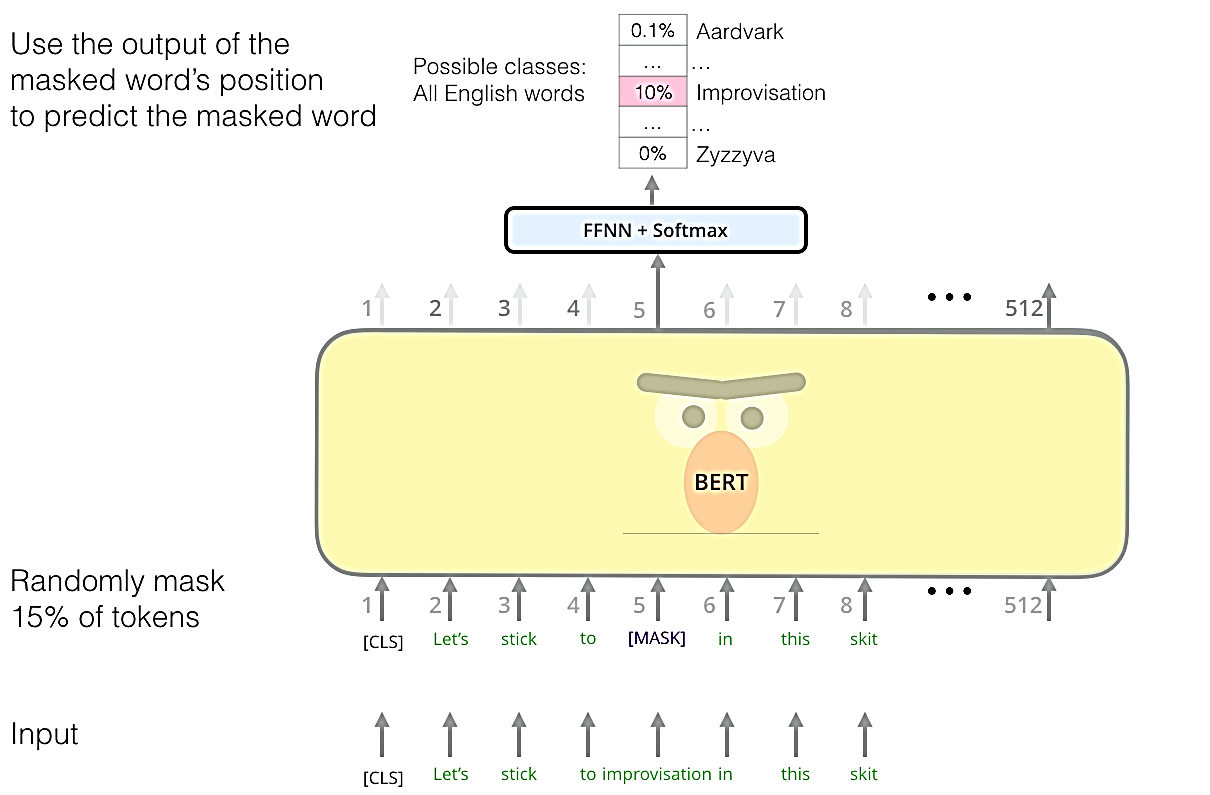 Use the output of the
masked word's position
to predict the masked word
Possible classes:
All English words
0.1% Aardvark
... ...
10% Improvisation
... ...
0% Zyzzyva
FFNN + Softmax
1 2 3 4 5 6 7 8 ••• 512
BERT
Randomly mask
15% of tokens
1 2 3 4 5 6 7 8 ••• 512
[CLS] Let's stick to [MASK] in this skit
Input
[CLS] Let's stick to improvisation in this skit